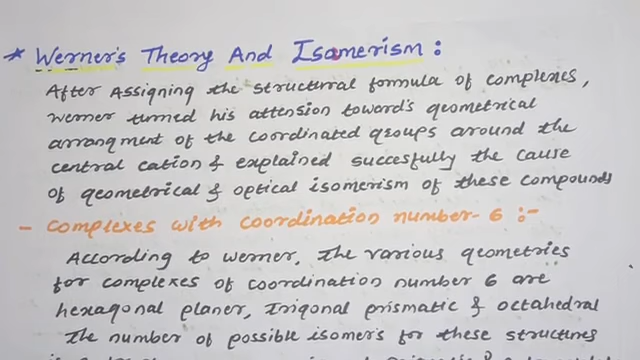 * Werner's Theory And Isomerism :
After Assigning the structural formula of complexes,
werner turned his attension toward's geometrical
arrangment of the coordinated groups around the
central cation & explained succesfully the cause
of geometrical & optical isomerism of these compounds
- Complexes with coordination number- 6 :-
According to werner, The various geometries
for complexes of coordination number 6 are
hexagonal planer, Trigonal prismatic & octahedral
The number of possible isomer's for these structures